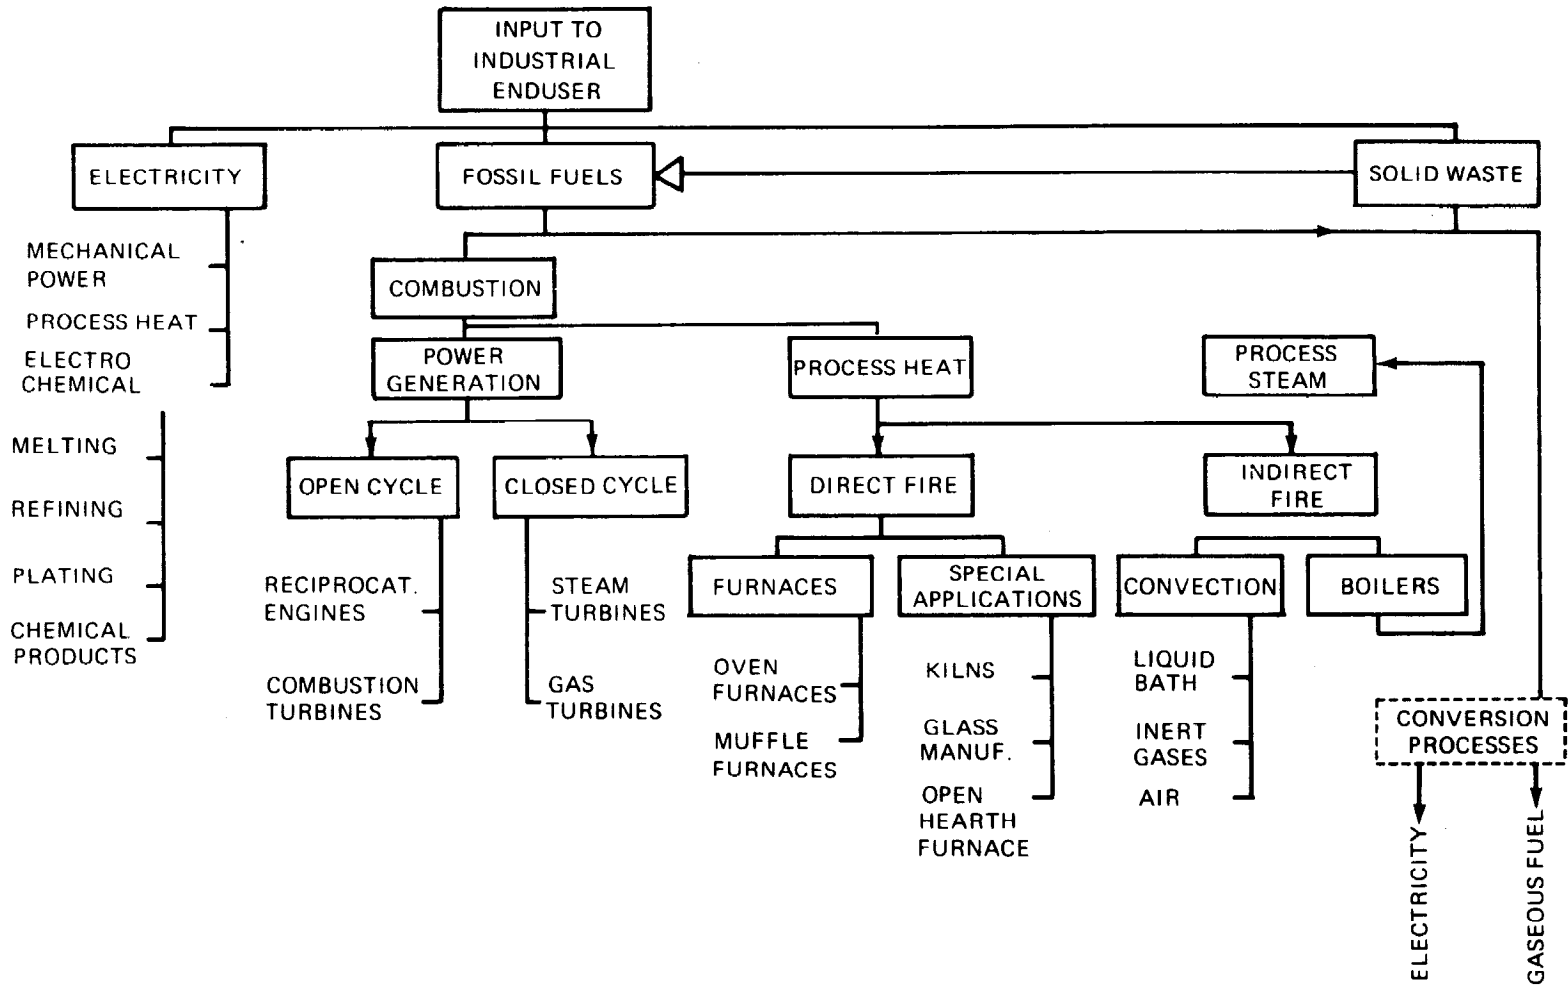 INPUT TO
INDUSTRIAL
ENDUSER
ELECTRICITY
FOSSIL FUELS
SOLID WASTE
MECHANICAL
POWER
PROCESS HEAT
ELECTRO
CHEMICAL
MELTING
REFINING
PLATING
CHEMICAL
PRODUCTS
COMBUSTION
POWER
GENERATION
PROCESS HEAT
PROCESS
STEAM
OPEN CYCLE
CLOSED CYCLE
DIRECT FIRE
INDIRECT
FIRE
RECIPROCAT.
ENGINES
COMBUSTION
TURBINES
STEAM
TURBINES
GAS
TURBINES
FURNACES
SPECIAL
APPLICATIONS
CONVECTION
BOILERS
OVEN
FURNACES
MUFFLE
FURNACES
KILNS
GLASS
MANUF.
OPEN
HEARTH
FURNACE
LIQUID
BATH
INERT
GASES
AIR
CONVERSION
PROCESSES
ELECTRICITY
GASEOUS FUEL